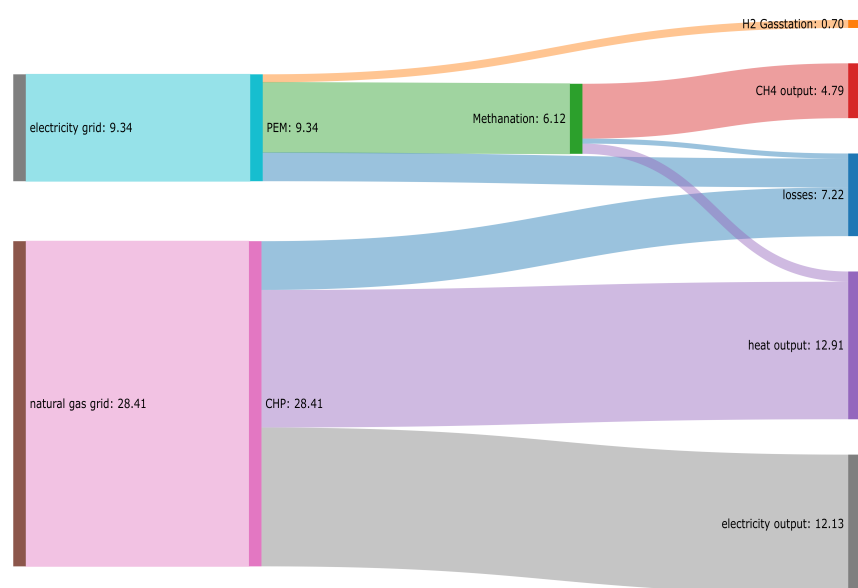 H2 Gasstation: 0.70
CH4 output: 4.79
Methanation: 6.12
electricity grid: 9.34
PEM: 9.34
losses: 7.22
heat output: 12.91
natural gas grid: 28.41
CHP: 28.41
electricity output: 12.13